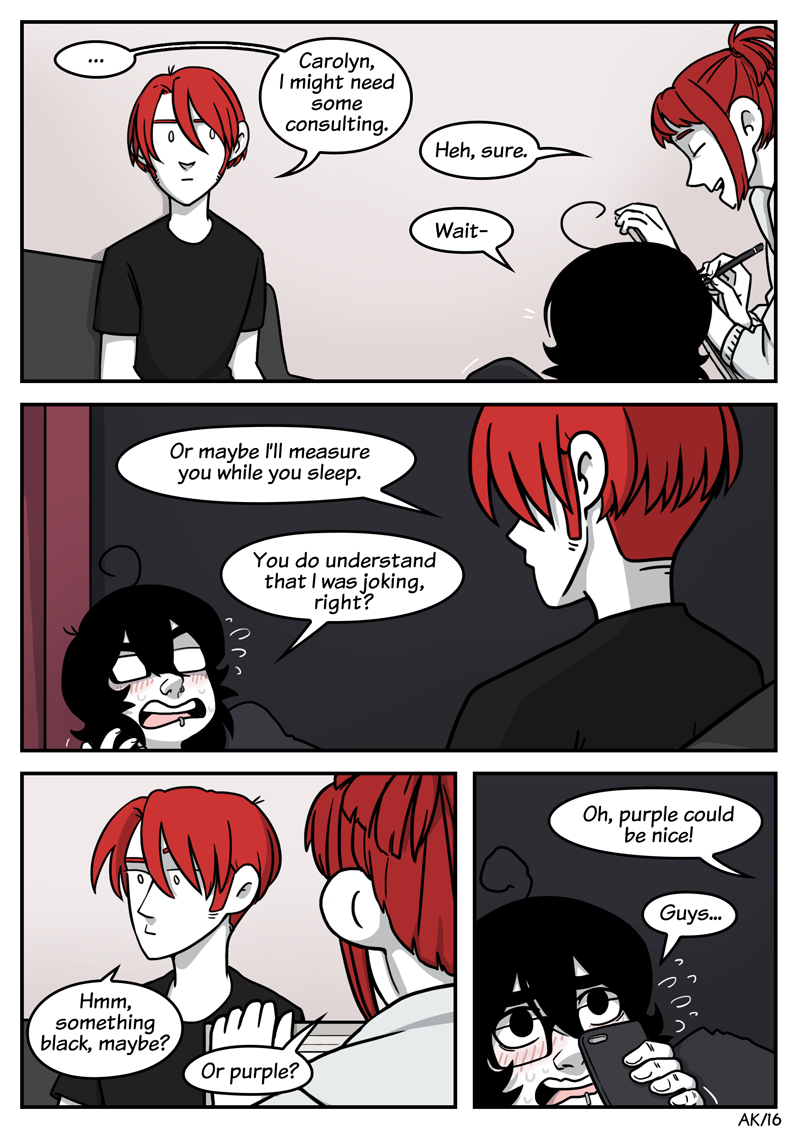 ...
Carolyn,
I might need
some
consulting.
Heh, sure.
Wait-
Or maybe I'll measure
you while you sleep.
You do understand
that I was joking,
right?
Hmm,
something
black, maybe?
Or purple?
Oh, purple could
be nice!
Guys...
AK/16